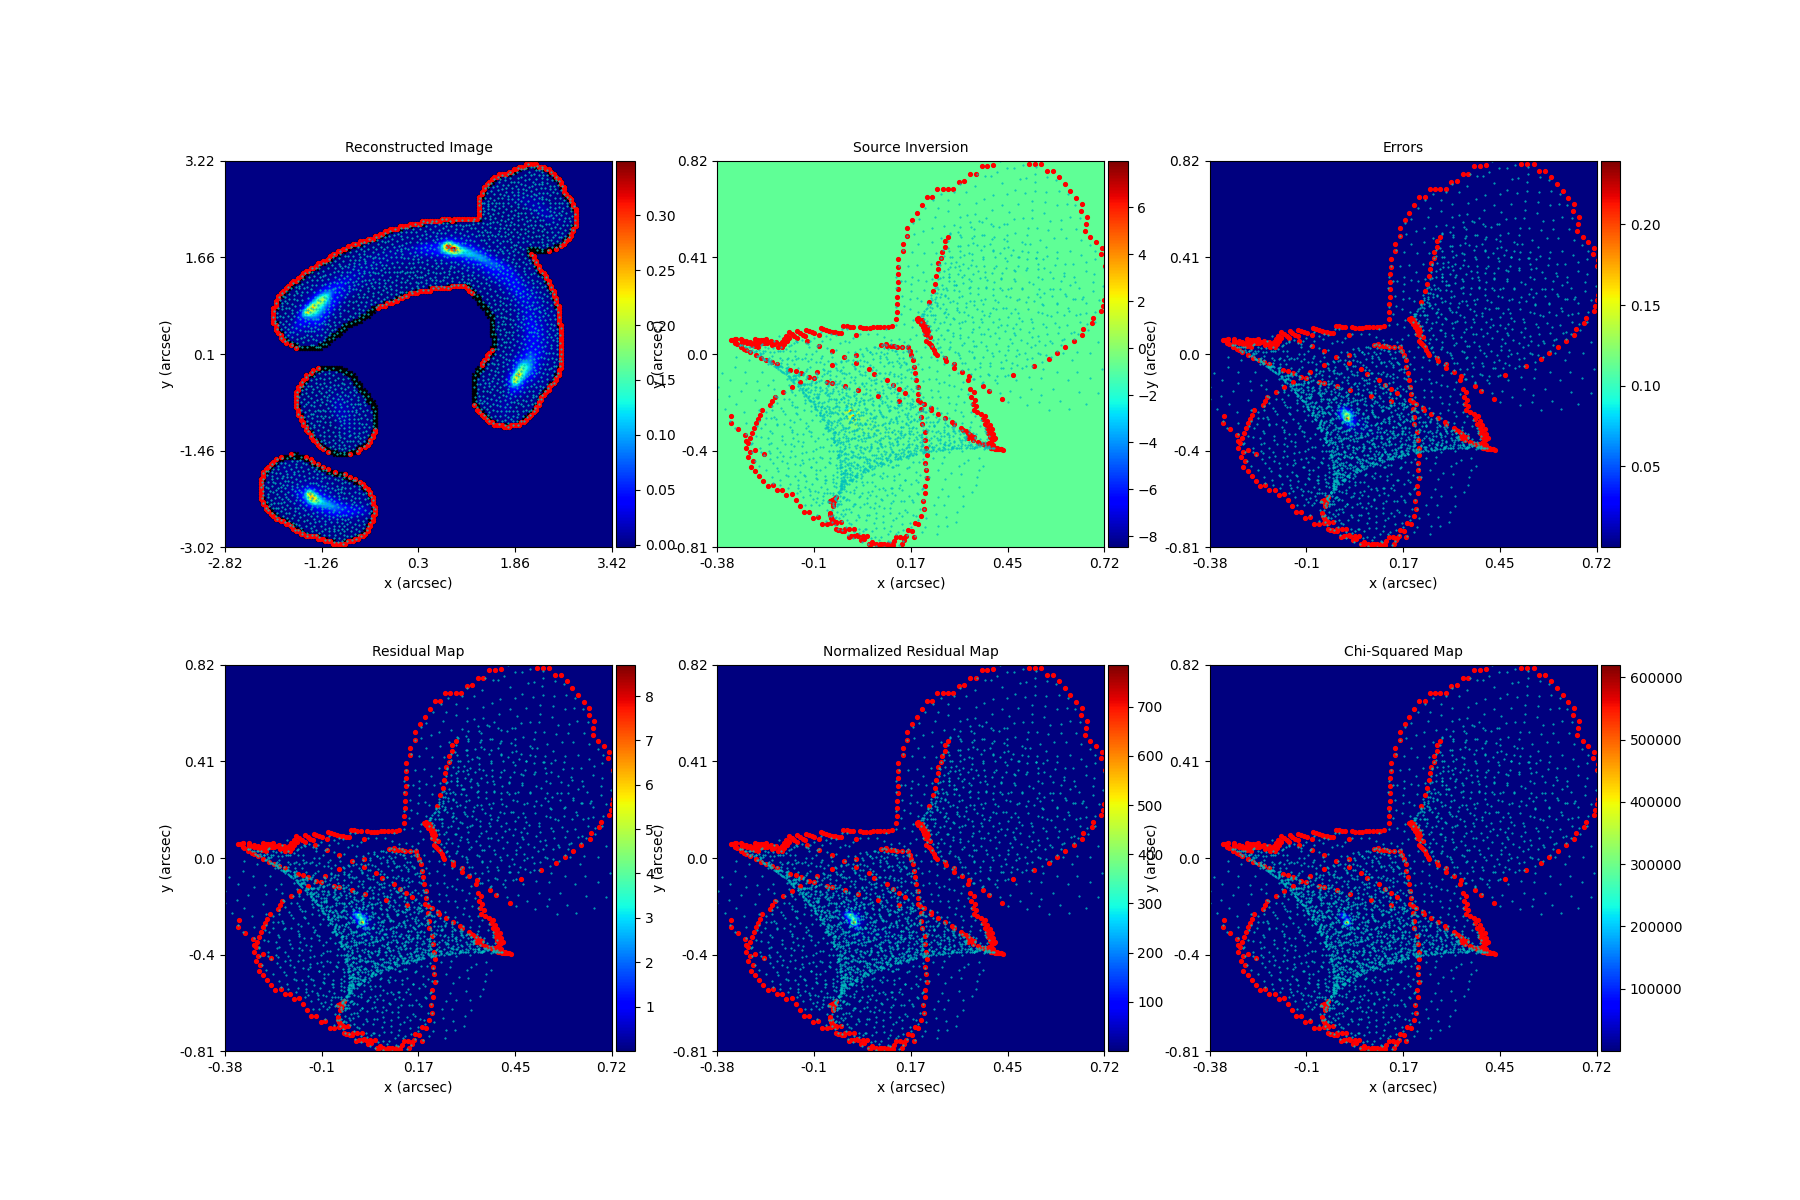 Reconstructed Image
3.22
1.66
0.1
-1.46
-3.02
y (arcsec)
-2.82 -1.26 0.3 1.86 3.42
x (arcsec)
0.30
0.25
0.20
0.15
0.10
0.05
0.00
Source Inversion
0.82
0.41
0.0
-0.4
-0.81
y (arcsec)
-0.38 -0.1 0.17 0.45 0.72
x (arcsec)
6
4
2
0
−2
−4
−6
−8
Errors
0.82
0.41
0.0
-0.4
-0.81
y (arcsec)
-0.38 -0.1 0.17 0.45 0.72
x (arcsec)
0.20
0.15
0.10
0.05
Residual Map
0.82
0.41
0.0
-0.4
-0.81
y (arcsec)
-0.38 -0.1 0.17 0.45 0.72
x (arcsec)
8
7
6
5
4
3
2
1
Normalized Residual Map
0.82
0.41
0.0
-0.4
-0.81
y (arcsec)
-0.38 -0.1 0.17 0.45 0.72
x (arcsec)
700
600
500
400
300
200
100
Chi-Squared Map
0.82
0.41
0.0
-0.4
-0.81
y (arcsec)
-0.38 -0.1 0.17 0.45 0.72
x (arcsec)
600000
500000
400000
300000
200000
100000